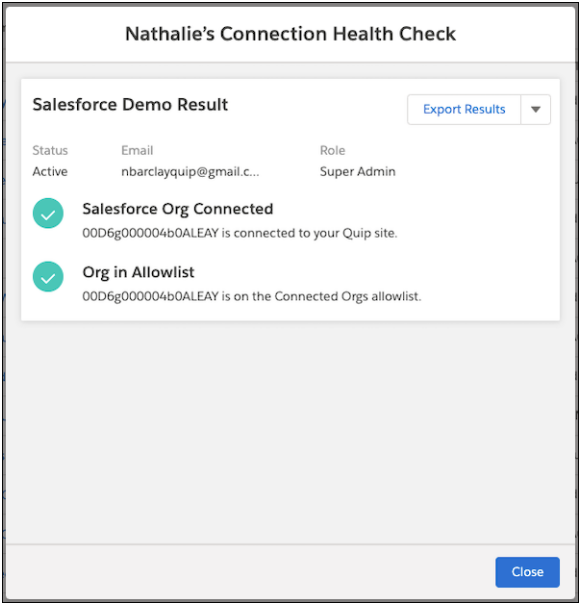 Nathalie’s Connection Health Check
Salesforce Demo Result
Export Results
Status Email Role
Active nbarclayquip@gmail.c... Super Admin
Salesforce Org Connected
00D6g000004b0ALEAY is connected to your Quip site.
Org in Allowlist
00D6g000004b0ALEAY is on the Connected Orgs allowlist.
Close